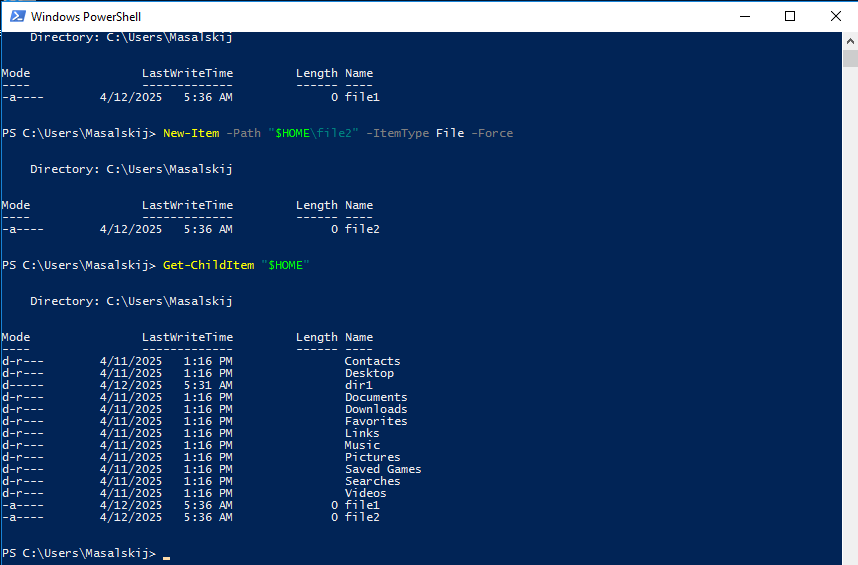 Windows PowerShell
    Directory: C:\Users\Masalskij
Mode                LastWriteTime         Length Name
----                -------------         ------ ----
-a----        4/12/2025   5:36 AM              0 file1
PS C:\Users\Masalskij> New-Item -Path "$HOME\file2" -ItemType File -Force
    Directory: C:\Users\Masalskij
Mode                LastWriteTime         Length Name
----                -------------         ------ ----
-a----        4/12/2025   5:36 AM              0 file2
PS C:\Users\Masalskij> Get-ChildItem "$HOME"
    Directory: C:\Users\Masalskij
Mode                LastWriteTime         Length Name
----                -------------         ------ ----
d-r---        4/11/2025   1:16 PM                Contacts
d-r---        4/11/2025   1:16 PM                Desktop
d-----        4/12/2025   5:31 AM                dir1
d-r---        4/11/2025   1:16 PM                Documents
d-r---        4/11/2025   1:16 PM                Downloads
d-r---        4/11/2025   1:16 PM                Favorites
d-r---        4/11/2025   1:16 PM                Links
d-r---        4/11/2025   1:16 PM                Music
d-r---        4/11/2025   1:16 PM                Pictures
d-r---        4/11/2025   1:16 PM                Saved Games
d-r---        4/11/2025   1:16 PM                Searches
d-r---        4/11/2025   1:16 PM                Videos
-a----        4/12/2025   5:36 AM              0 file1
-a----        4/12/2025   5:36 AM              0 file2
PS C:\Users\Masalskij> _